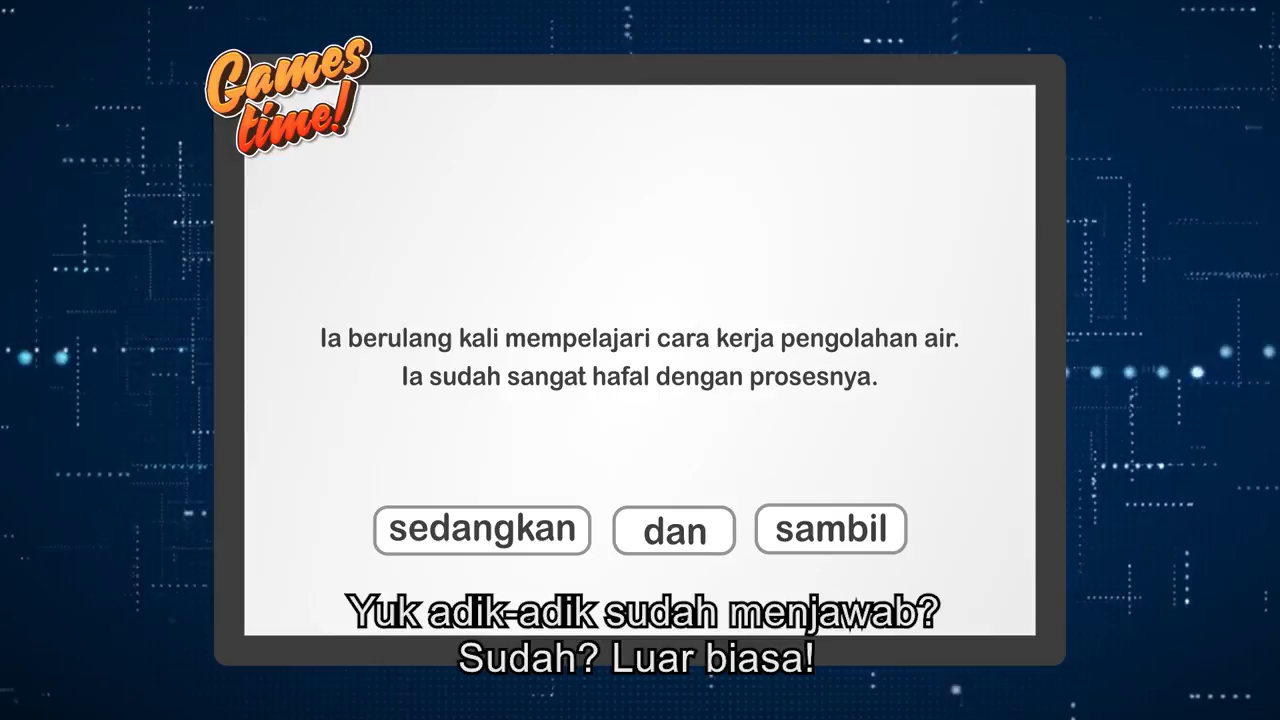 Games
time!
Ia berulang kali mempelajari cara kerja pengolahan air.
Ia sudah sangat hafal dengan prosesnya.
sedangkan dan sambil
Yuk adik-adik sudah menjawab?
Sudah? Luar biasa!